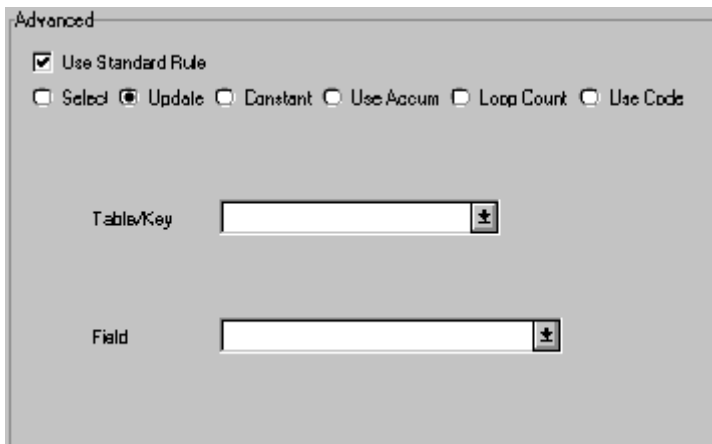 Advanced
Use Standard Rule
Select Update Constant Use Accum Loop Count Use Code
Table/Key
Field